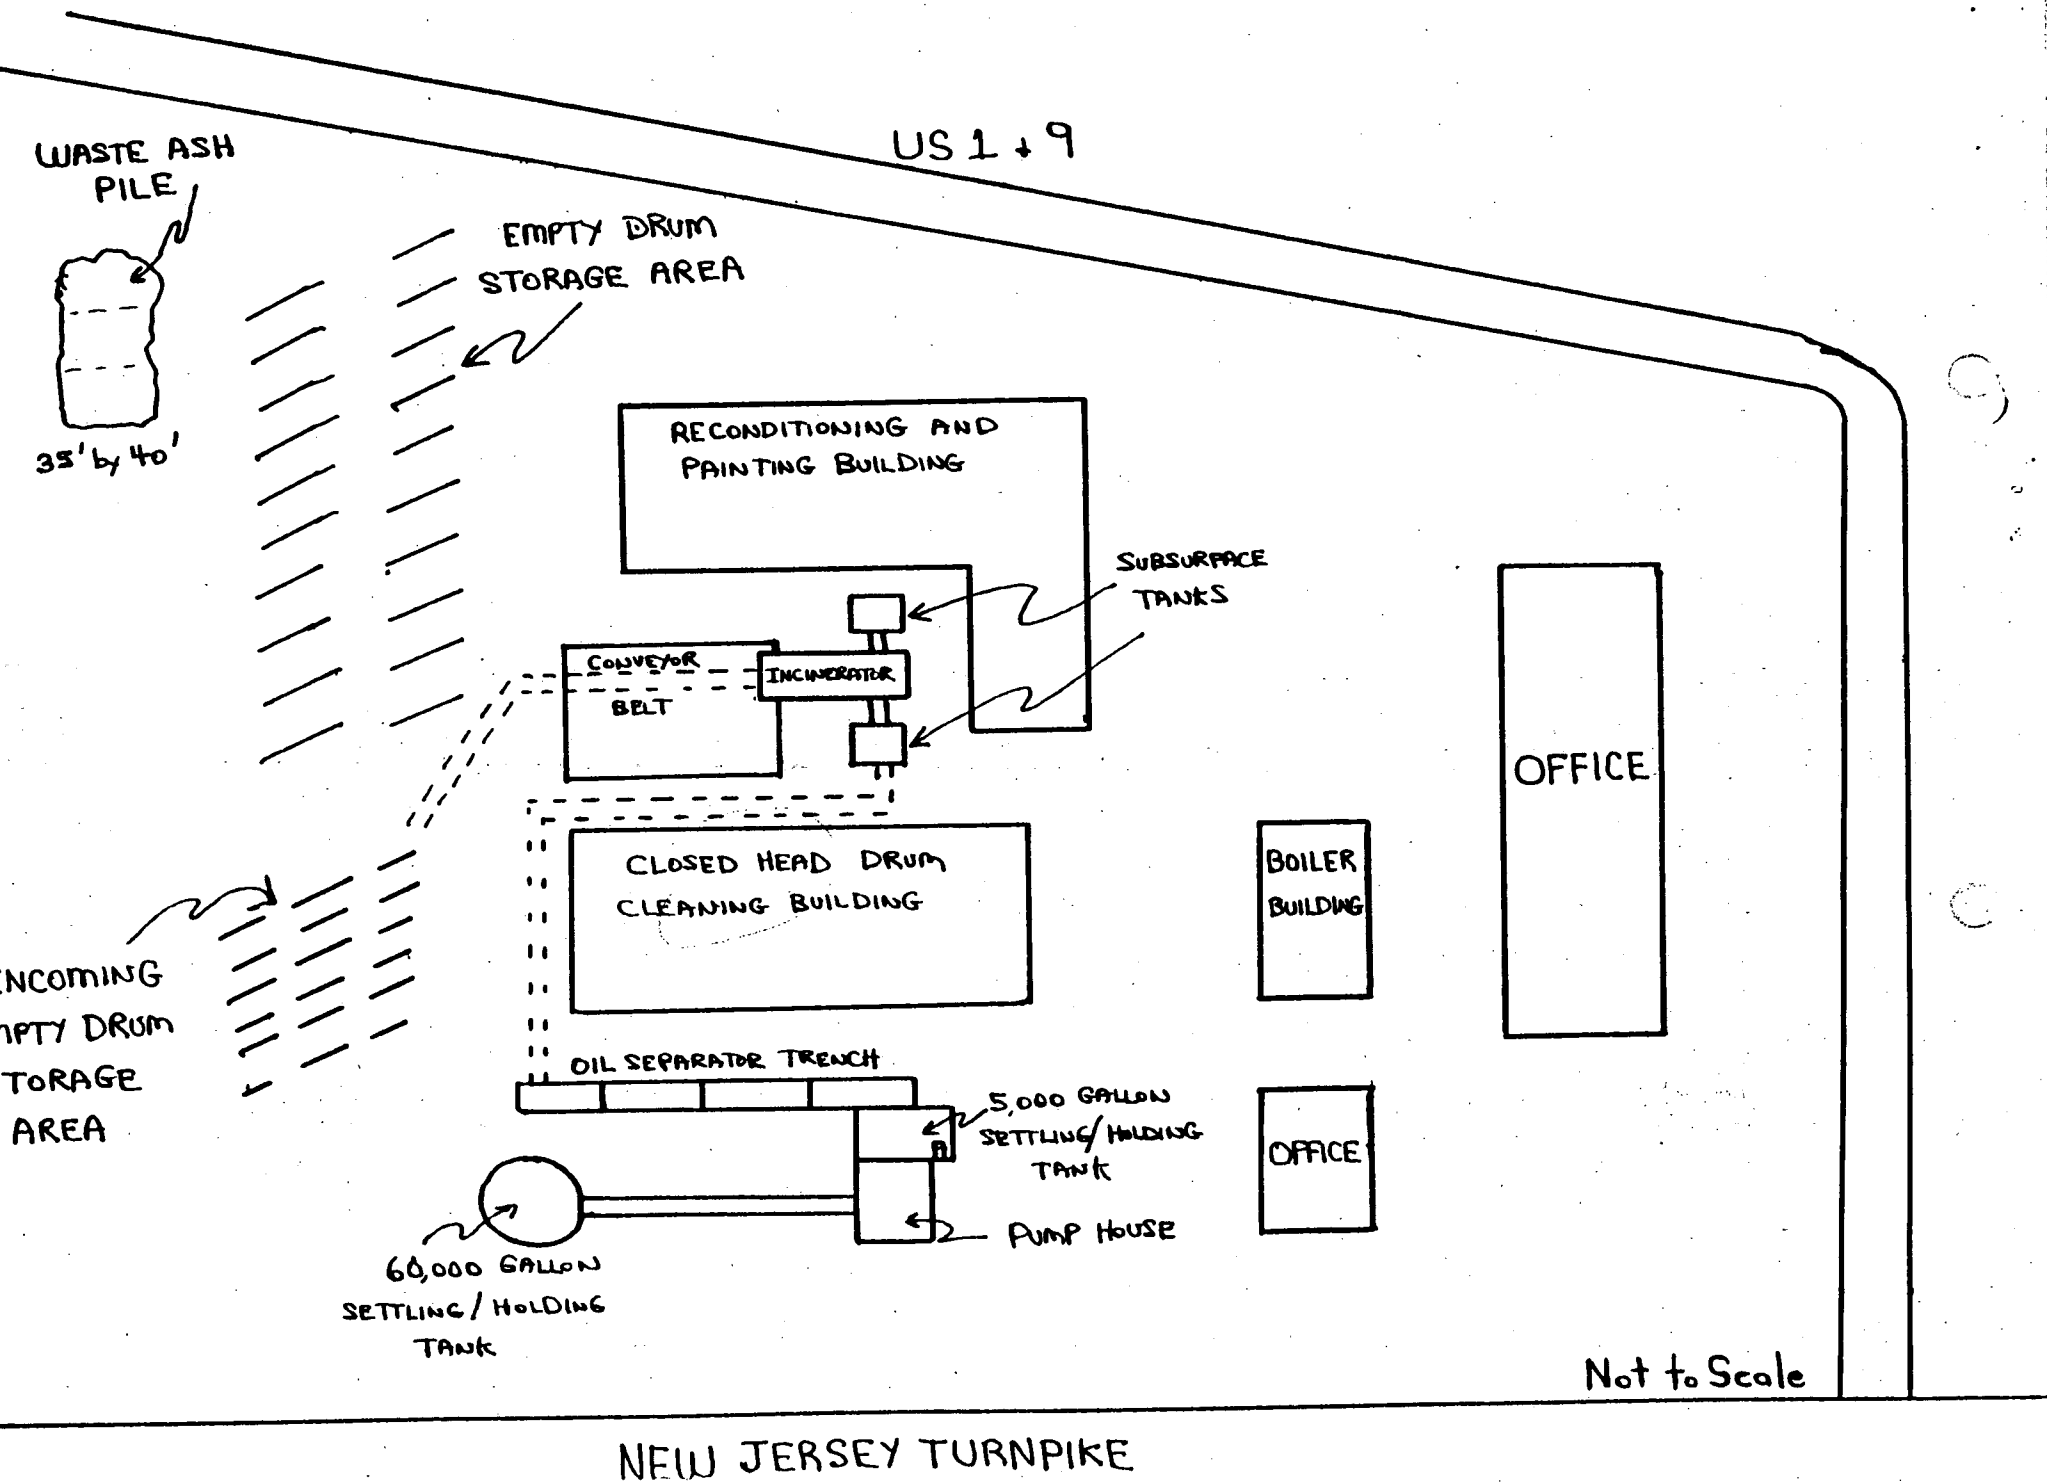 US 1 + 9
WASTE ASH
PILE
35' by 40'
EMPTY DRUM
STORAGE AREA
RECONDITIONING AND
PAINTING BUILDING
SUBSURFACE
TANKS
CONVEYOR
BELT
INCINERATOR
OFFICE
CLOSED HEAD DRUM
CLEANING BUILDING
BOILER
BUILDING
INCOMING
MPTY DRUM
TORAGE
AREA
OIL SEPARATOR TRENCH
5,000 GALLON
SETTLING/HOLDING
TANK
OFFICE
PUMP HOUSE
60,000 GALLON
SETTLING/HOLDING
TANK
Not to Scale
NEW JERSEY TURNPIKE